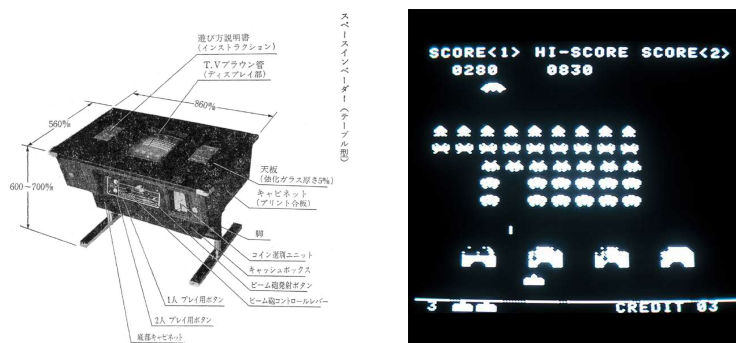 スペースインベーダー(テーブル型)
遊び方説明書
(インストラクション)
T.Vブラウン管
(ディスプレイ部)
860%
560%
600~700%
天板
(強化ガラス厚さ5%)
キャビネット
(プリント合板)
脚
コイン選別ユニット
キャッシュボックス
ビーム砲発射ボタン
ビーム砲コントロールレバー
1人 プレイ用ボタン
2人 プレイ用ボタン
底部キャビネット
SCORE<1> HI-SCORE SCORE<2>
0280 0830
3 CREDIT 03